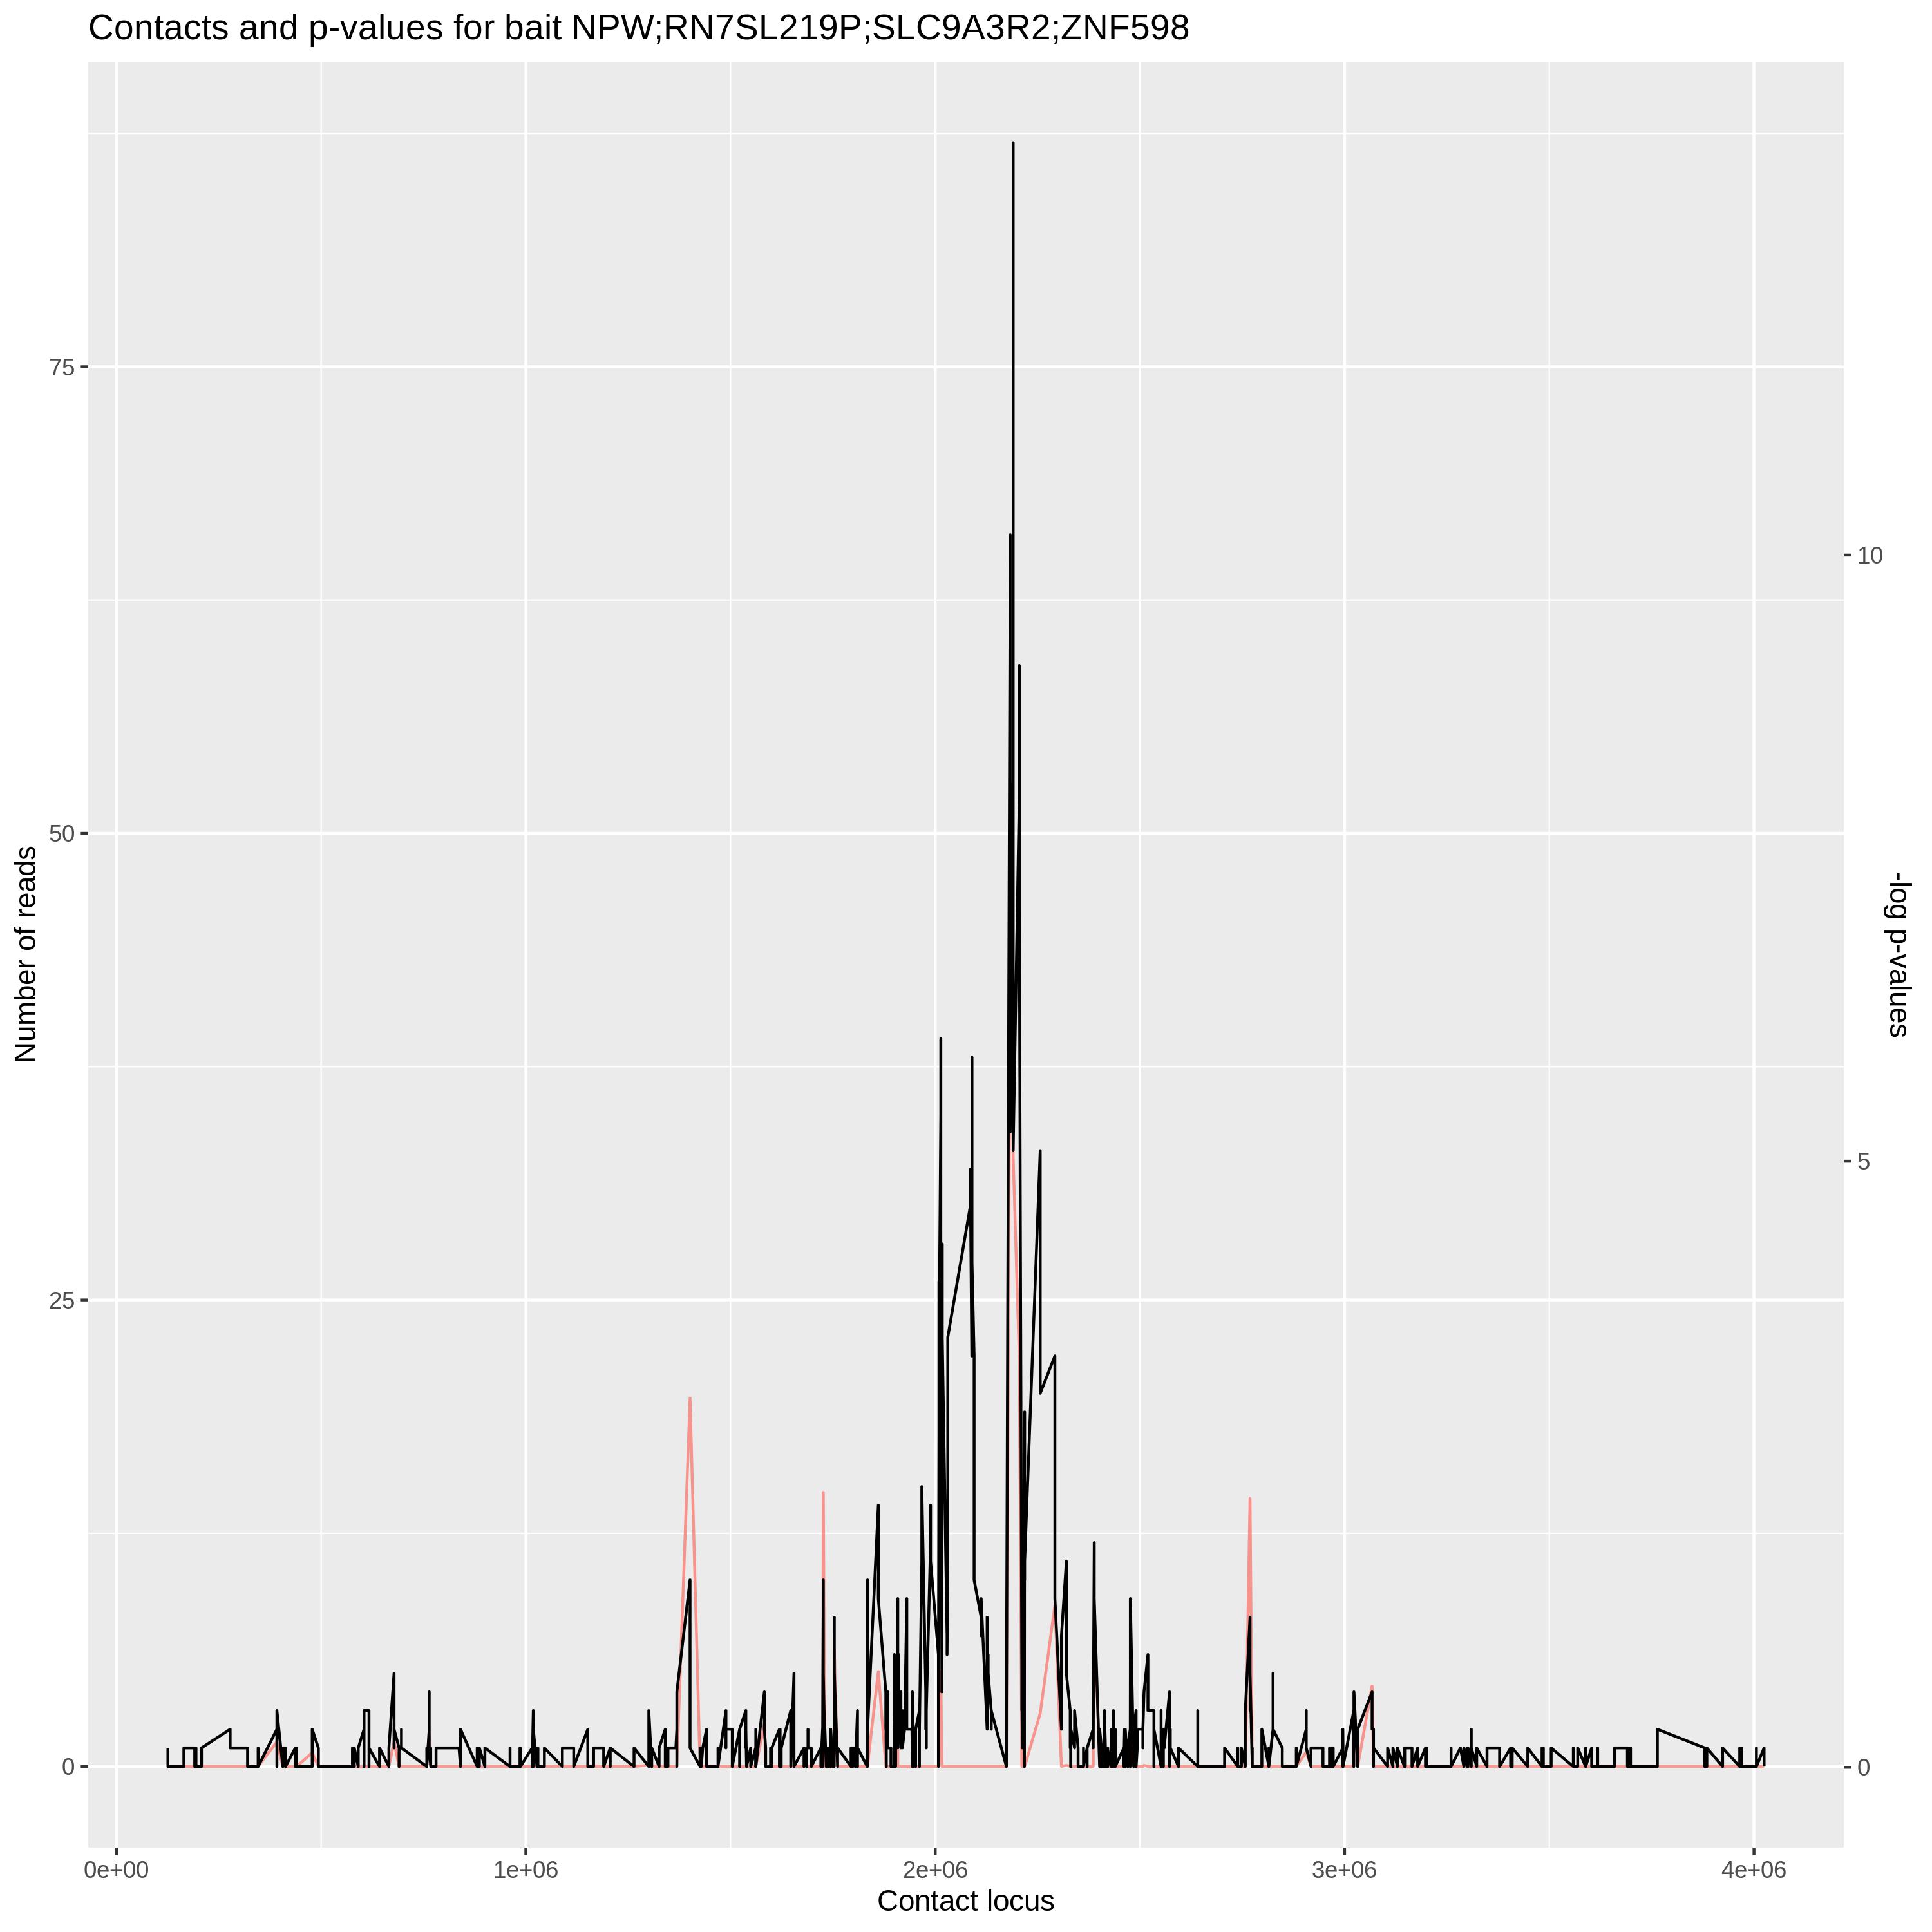 Contacts and p-values for bait NPW;RN7SL219P;SLC9A3R2;ZNF598
Number of reads
75
50
25
0
10
5
0
-log p-values
0e+00 1e+06 2e+06 3e+06 4e+06
Contact locus